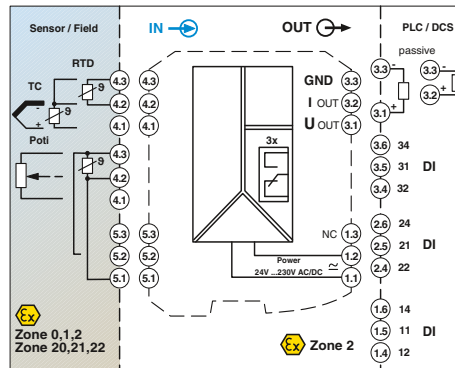 Sensor / Field
IN
OUT
PLC / DCS
RTD
passive
TC
ϑ
4.3
4.3
GND
3.3
3.3
-
3.3
-
-
ϑ
4.2
4.2
I OUT
3.2
3.2
+
+
4.1
4.1
U OUT
3.1
3.1
+
Poti
3x
4.3
3.6
34
ϑ
4.2
3.5
31
DI
4.1
3.4
32
5.3
5.3
NC
1.3
2.6
24
5.2
5.2
Power
1.2
2.5
21
DI
5.1
5.1
24V ...230V AC/DC
≂
1.1
2.4
22
Ex
Zone 0,1,2
Zone 20,21,22
Ex
Zone 2
1.6
14
1.5
11
DI
1.4
12